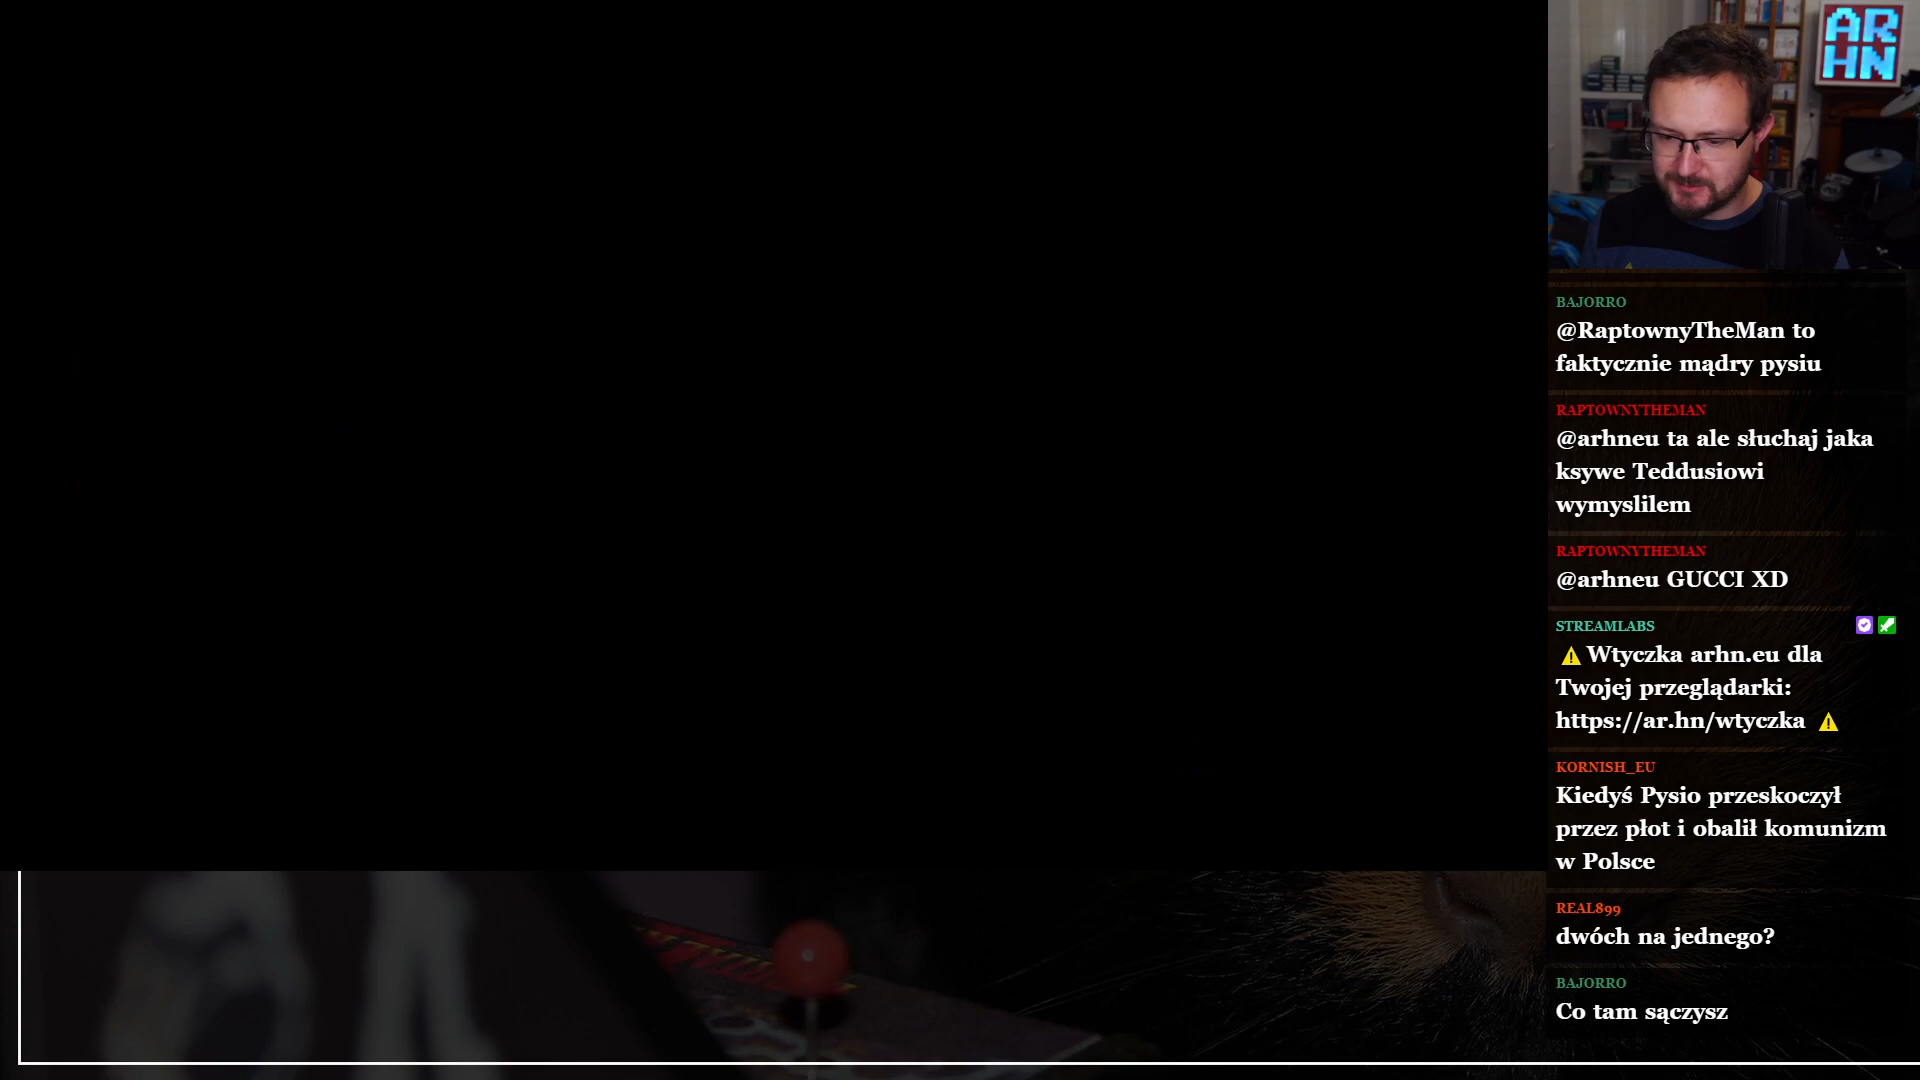 AR
HN
BAJORRO
@RaptownyTheMan to
faktycznie mądry pysiu
RAPTOWNYTHEMAN
@arhneu ta ale słuchaj jaka
ksywe Teddusiowi
wymyslilem
RAPTOWNYTHEMAN
@arhneu GUCCI XD
STREAMLABS
⚠Wtyczka arhn.eu dla
Twojej przeglądarki:
https://ar.hn/wtyczka ⚠
KORNISH_EU
Kiedyś Pysio przeskoczył
przez płot i obalił komunizm
w Polsce
REAL899
dwóch na jednego?
BAJORRO
Co tam sączysz